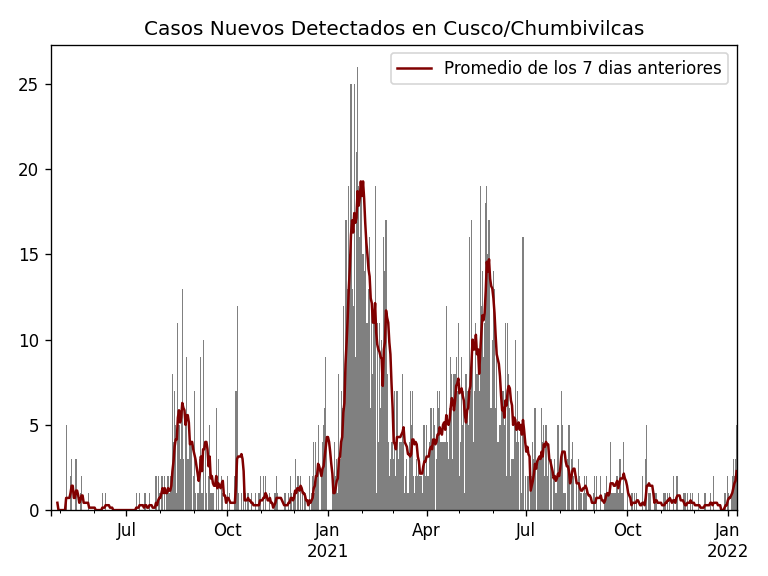 Casos Nuevos Detectados en Cusco/Chumbivilcas
Promedio de los 7 dias anteriores
25
20
15
10
5
0
Jul Oct Jan Apr Jul Oct Jan
2021 2022